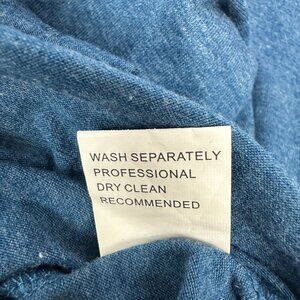 WASH SEPARATELY
PROFESSIONAL
DRY CLEAN
RECOMMENDED